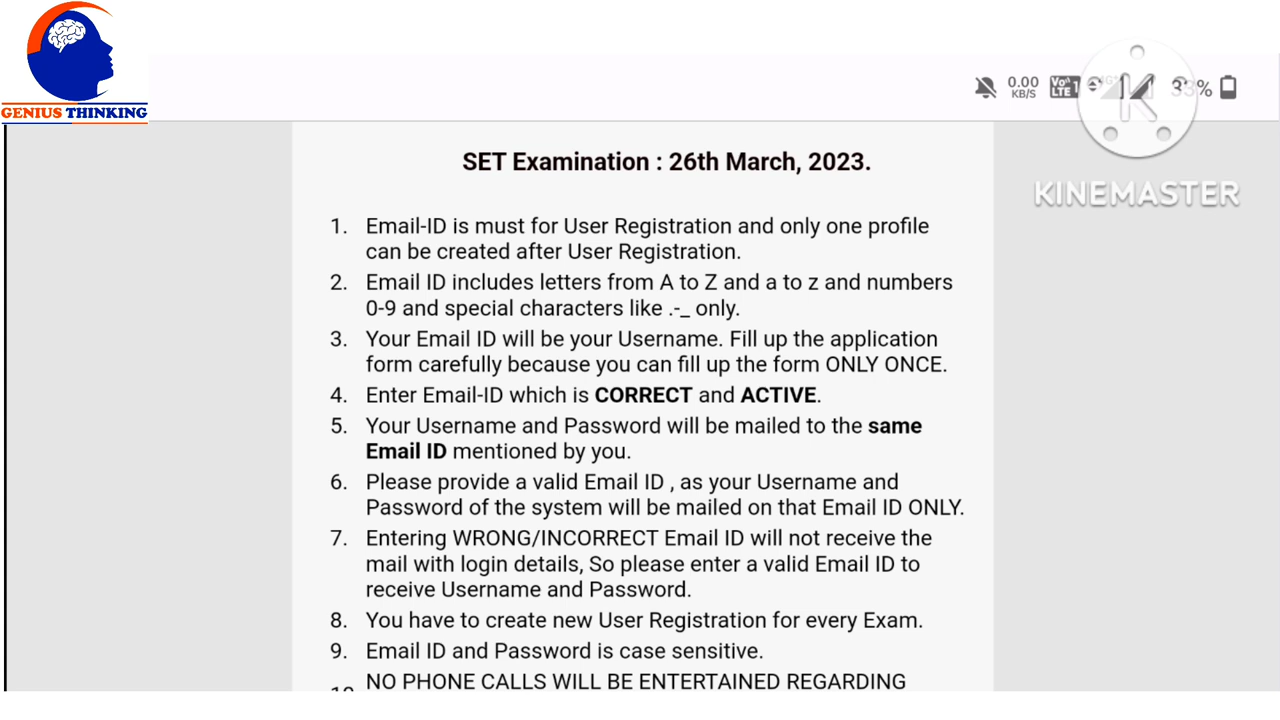 GENIUS THINKING
0.00
KB/S
Vo
LTE 1
%
KINEMASTER
SET Examination : 26th March, 2023.
1. Email-ID is must for User Registration and only one profile
can be created after User Registration.
2. Email ID includes letters from A to Z and a to z and numbers
0-9 and special characters like .-_ only.
3. Your Email ID will be your Username. Fill up the application
form carefully because you can fill up the form ONLY ONCE.
4. Enter Email-ID which is CORRECT and ACTIVE.
5. Your Username and Password will be mailed to the same
Email ID mentioned by you.
6. Please provide a valid Email ID , as your Username and
Password of the system will be mailed on that Email ID ONLY.
7. Entering WRONG/INCORRECT Email ID will not receive the
mail with login details, So please enter a valid Email ID to
receive Username and Password.
8. You have to create new User Registration for every Exam.
9. Email ID and Password is case sensitive.
NO PHONE CALLS WILL BE ENTERTAINED REGARDING